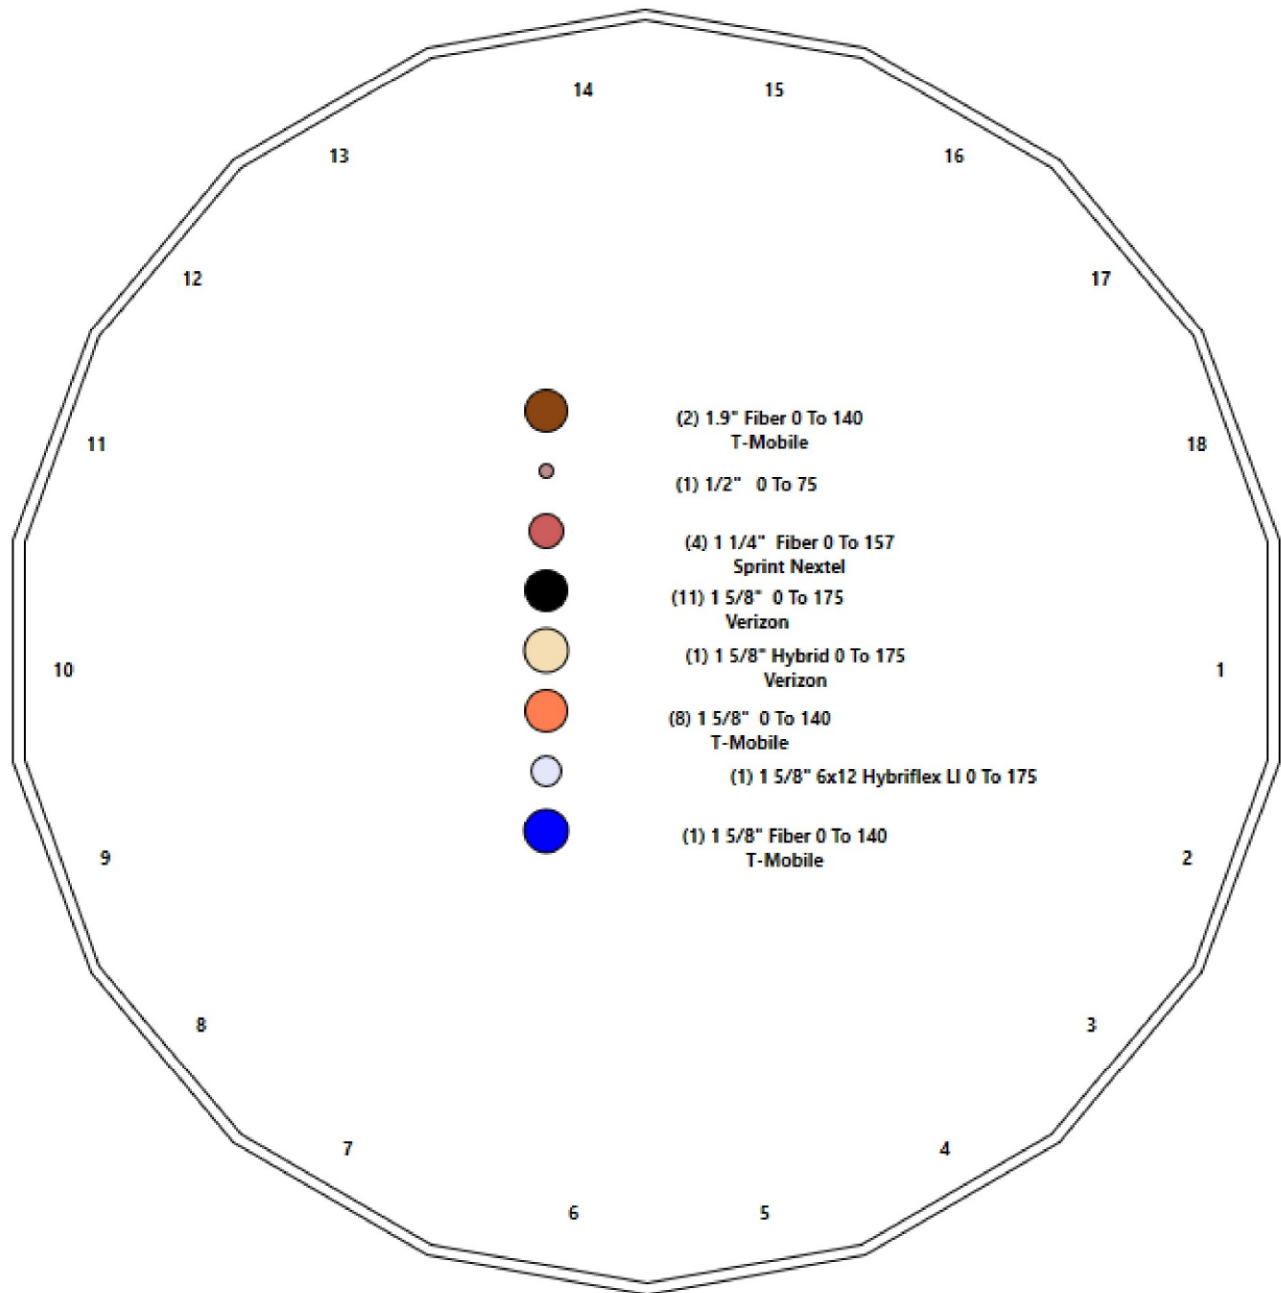 14
15
13
16
12
17
(2) 1.9" Fiber 0 To 140
T-Mobile
11
18
(1) 1/2" 0 To 75
(4) 1 1/4" Fiber 0 To 157
Sprint Nextel
(11) 1 5/8" 0 To 175
Verizon
(1) 1 5/8" Hybrid 0 To 175
Verizon
10
1
(8) 1 5/8" 0 To 140
T-Mobile
(1) 1 5/8" 6x12 Hybriflex LI 0 To 175
(1) 1 5/8" Fiber 0 To 140
T-Mobile
9
2
8
3
7
4
6
5